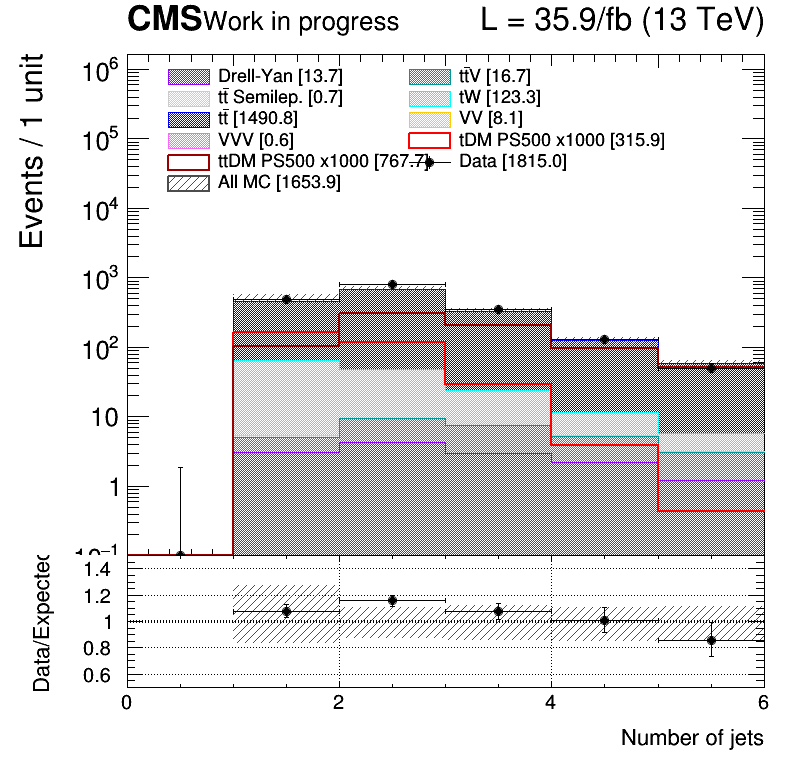 CMS Work in progress L = 35.9/fb (13 TeV)
Events / 1 unit
10⁶
10⁵
10⁴
10³
10²
10
1
10⁻¹
Drell-Yan [13.7]
tt̄V [16.7]
tt̄ Semilep. [0.7]
tW [123.3]
tt̄ [1490.8]
VV [8.1]
VVV [0.6]
tDM PS500 x1000 [315.9]
ttDM PS500 x1000 [767.7]
Data [1815.0]
All MC [1653.9]
Data/Expected
1.4
1.2
1
0.8
0.6
0 2 4 6
Number of jets